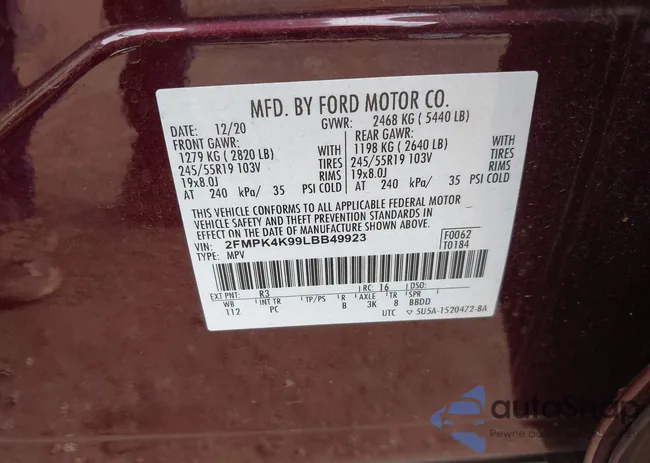 MFD. BY FORD MOTOR CO.
DATE: 12/20 GVWR: 2468 KG ( 5440 LB)
FRONT GAWR: REAR GAWR:
1279 KG ( 2820 LB) WITH 1198 KG ( 2640 LB) WITH
245/55R19 103V TIRES 245/55R19 103V TIRES
19x8.0J RIMS 19x8.0J RIMS
AT 240 kPa/ 35 PSI COLD AT 240 kPa/ 35 PSI COLD
THIS VEHICLE CONFORMS TO ALL APPLICABLE FEDERAL MOTOR
VEHICLE SAFETY AND THEFT PREVENTION STANDARDS IN
EFFECT ON THE DATE OF MANUFACTURE SHOWN ABOVE.
VIN: 2FMPK4K99LBB49923 F0062
TYPE: MPV T0184
EXT PNT: R3 RC: 16 DSO:
WB INT TR TP/PS R AXLE TR SPR
112 PC B 3K 8 BBDD
UTC ▽ 5U5A-1520472-8A
autoShop
Pewne